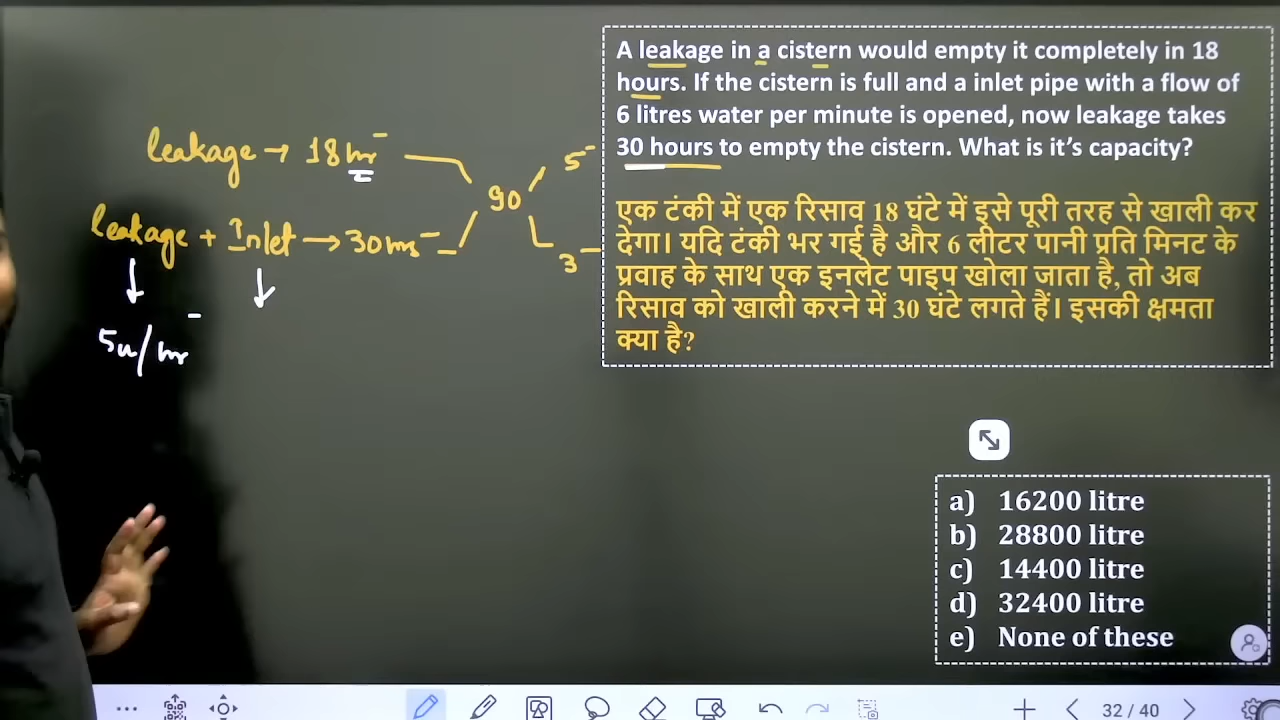 A leakage in a cistern would empty it completely in 18
hours. If the cistern is full and a inlet pipe with a flow of
6 litres water per minute is opened, now leakage takes
30 hours to empty the cistern. What is it's capacity?
एक टंकी में एक रिसाव 18 घंटे में इसे पूरी तरह से खाली कर
देगा। यदि टंकी भर गई है और 6 लीटर पानी प्रति मिनट के
प्रवाह के साथ एक इनलेट पाइप खोला जाता है, तो अब
रिसाव को खाली करने में 30 घंटे लगते हैं। इसकी क्षमता
क्या है?
leakage → 18 hr⁻
90
5⁻
leakage + Inlet → 30 hrs⁻
3⁻
5u/hr⁻
a) 16200 litre
b) 28800 litre
c) 14400 litre
d) 32400 litre
e) None of these
32 / 40